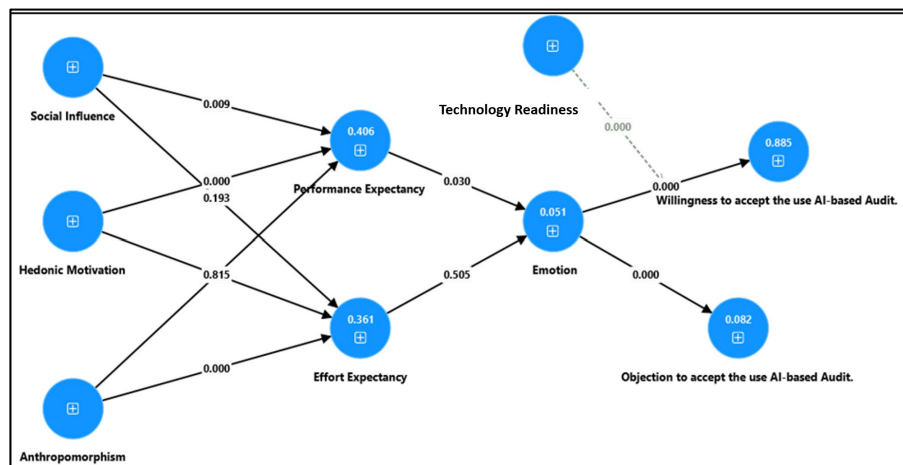 Social Influence
Hedonic Motivation
Anthropomorphism
0.009
0.000
0.193
0.815
0.000
0.406
Performance Expectancy
0.361
Effort Expectancy
0.030
0.505
0.051
Emotion
Technology Readiness
0.000
0.000
0.000
0.885
Willingness to accept the use AI-based Audit.
0.082
Objection to accept the use AI-based Audit.